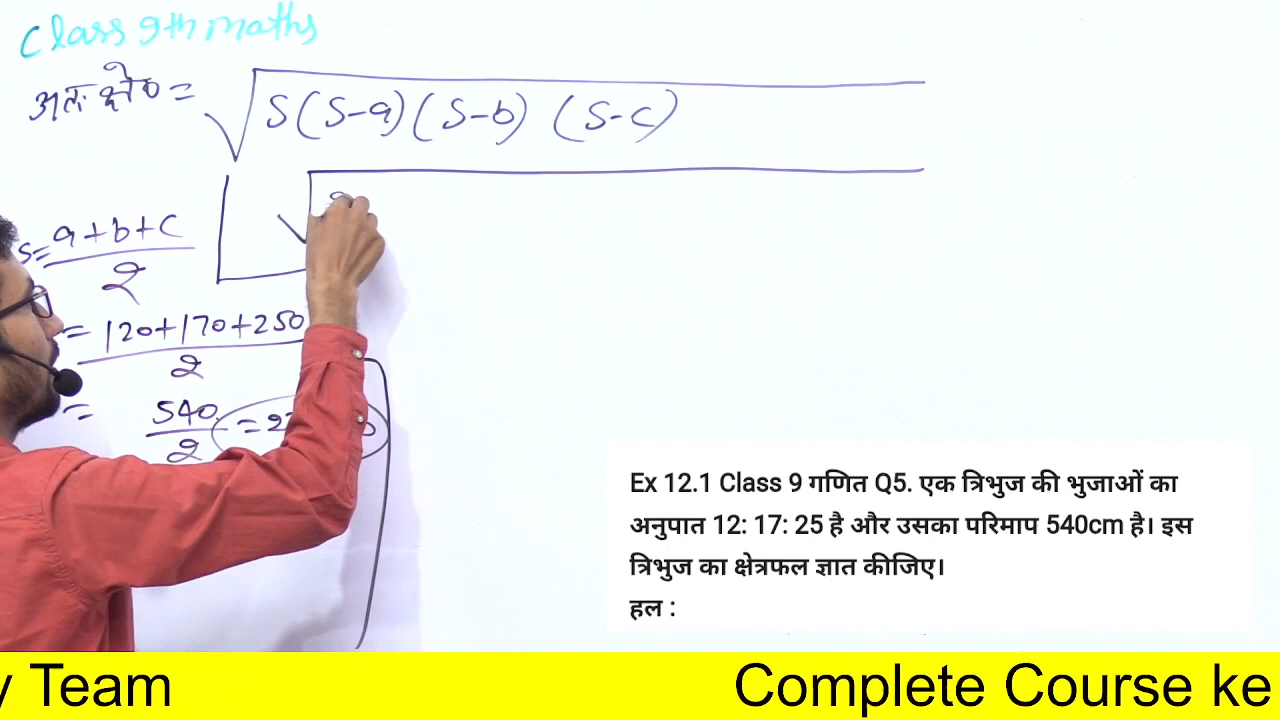 Class 9th maths
अतः क्षे० =
√S(S-a)(S-b) (S-c)
S= a+b+c
2
= 120+170+250
2
= 540
2
Ex 12.1 Class 9 गणित Q5. एक त्रिभुज की भुजाओं का
अनुपात 12: 17: 25 है और उसका परिमाप 540cm है। इस
त्रिभुज का क्षेत्रफल ज्ञात कीजिए।
हल :
Team Complete Course ke